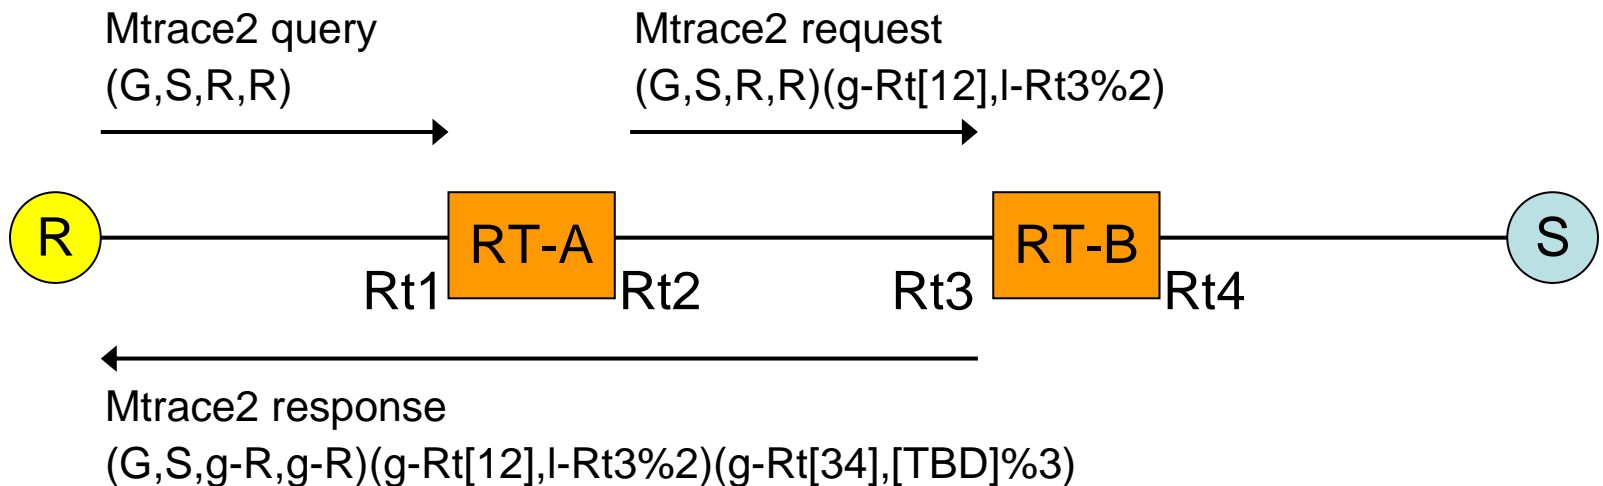 Mtrace2 query
(G,S,R,R)
Mtrace2 request
(G,S,R,R)(g-Rt[12],l-Rt3%2)
R
RT-A
RT-B
S
Rt1
Rt2
Rt3
Rt4
Mtrace2 response
(G,S,g-R,g-R)(g-Rt[12],l-Rt3%2)(g-Rt[34],[TBD]%3)